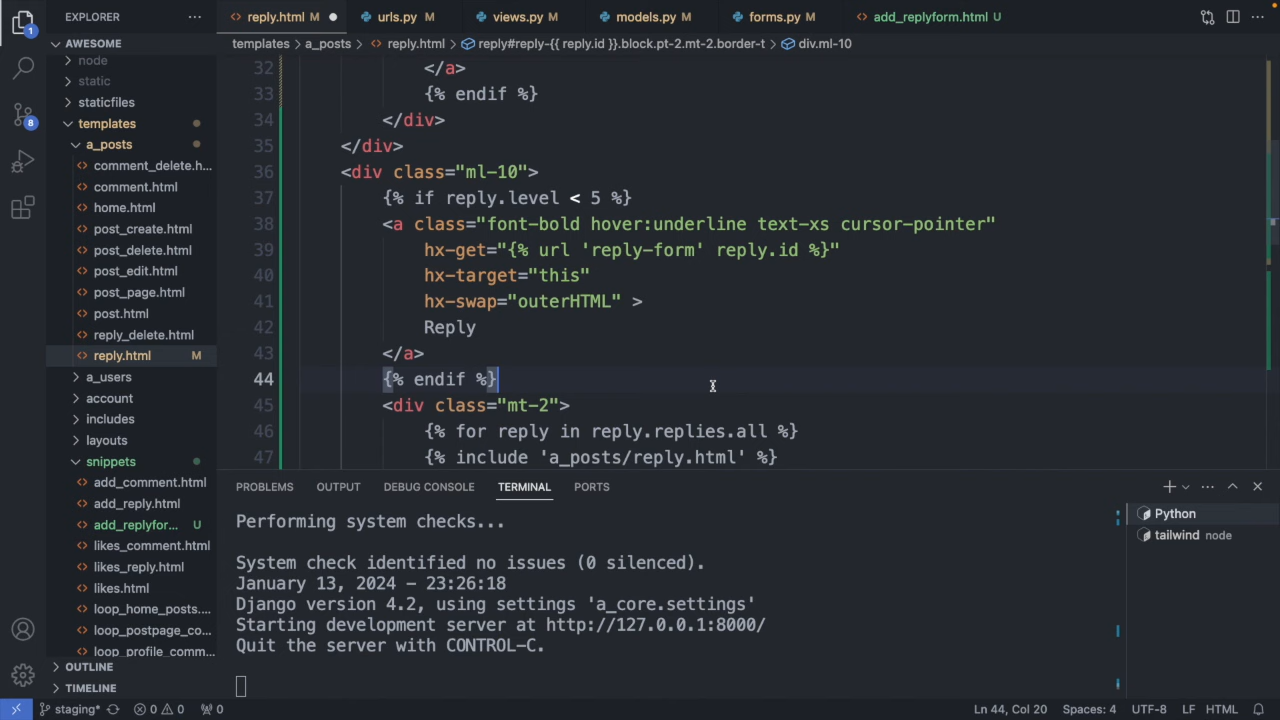 EXPLORER
reply.html M
urls.py M
views.py M
models.py M
forms.py M
add_replyform.html U
1
AWESOME
templates > a_posts > reply.html > reply#reply-{{ reply.id }}.block.pt-2.mt-2.border-t > div.ml-10
node
static
staticfiles
templates
a_posts
comment_delete.h...
comment.html
home.html
post_create.html
post_delete.html
post_edit.html
post_page.html
post.html
reply_delete.html
reply.html M
a_users
account
includes
layouts
snippets
add_comment.html
add_reply.html
add_replyfor... U
likes_comment.html
likes_reply.html
likes.html
loop_home_posts....
loop_postpage_co...
loop_profile_comm...
OUTLINE
TIMELINE
8
32 </a>
33 {% endif %}
34 </div>
35 </div>
36 <div class="ml-10">
37 {% if reply.level < 5 %}
38 <a class="font-bold hover:underline text-xs cursor-pointer"
39 hx-get="{% url 'reply-form' reply.id %}"
40 hx-target="this"
41 hx-swap="outerHTML" >
42 Reply
43 </a>
44 {% endif %}
45 <div class="mt-2">
46 {% for reply in reply.replies.all %}
47 {% include 'a_posts/reply.html' %}
PROBLEMS OUTPUT DEBUG CONSOLE TERMINAL PORTS
Performing system checks...
System check identified no issues (0 silenced).
January 13, 2024 - 23:26:18
Django version 4.2, using settings 'a_core.settings'
Starting development server at http://127.0.0.1:8000/
Quit the server with CONTROL-C.
Python
tailwind node
staging* 0 0 0
Ln 44, Col 20 Spaces: 4 UTF-8 LF HTML